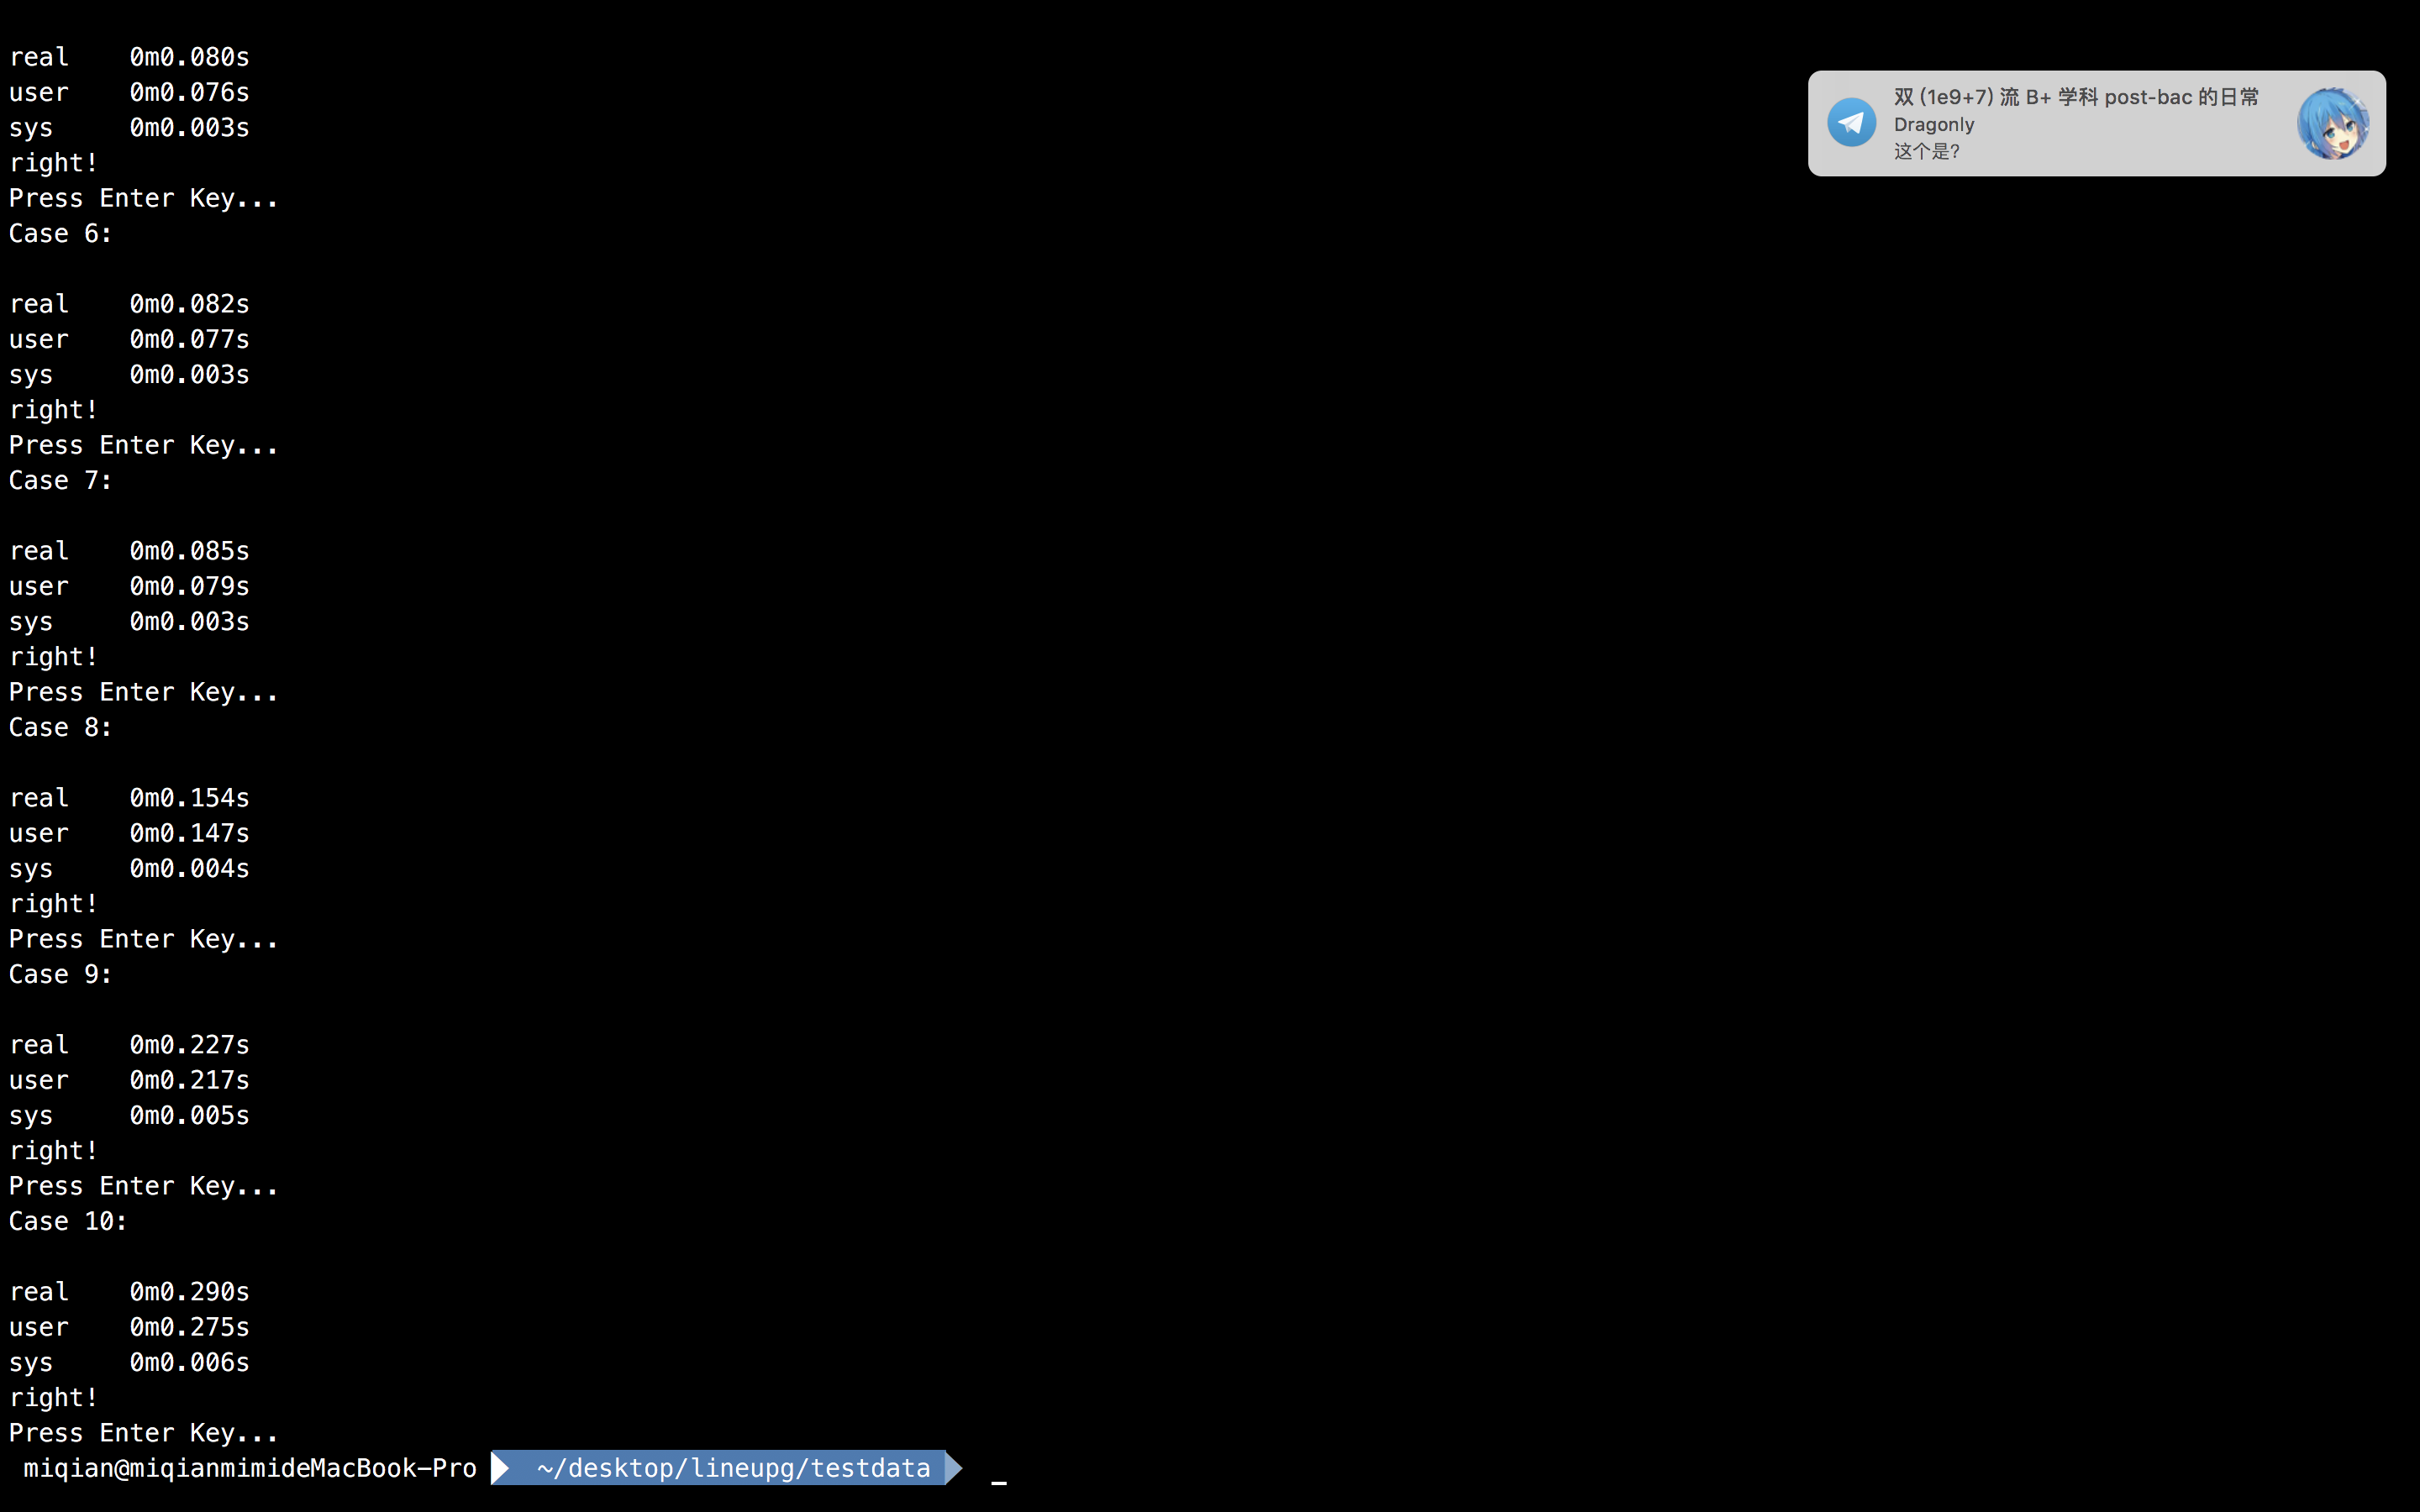 real    0m0.080s
user    0m0.076s
sys     0m0.003s
right!
Press Enter Key...
Case 6:
real    0m0.082s
user    0m0.077s
sys     0m0.003s
right!
Press Enter Key...
Case 7:
real    0m0.085s
user    0m0.079s
sys     0m0.003s
right!
Press Enter Key...
Case 8:
real    0m0.154s
user    0m0.147s
sys     0m0.004s
right!
Press Enter Key...
Case 9:
real    0m0.227s
user    0m0.217s
sys     0m0.005s
right!
Press Enter Key...
Case 10:
real    0m0.290s
user    0m0.275s
sys     0m0.006s
right!
Press Enter Key...
miqian@miqianmimideMacBook-Pro ~/desktop/lineupg/testdata _
双 (1e9+7) 流 B+ 学科 post-bac 的日常
Dragonly
这个是?